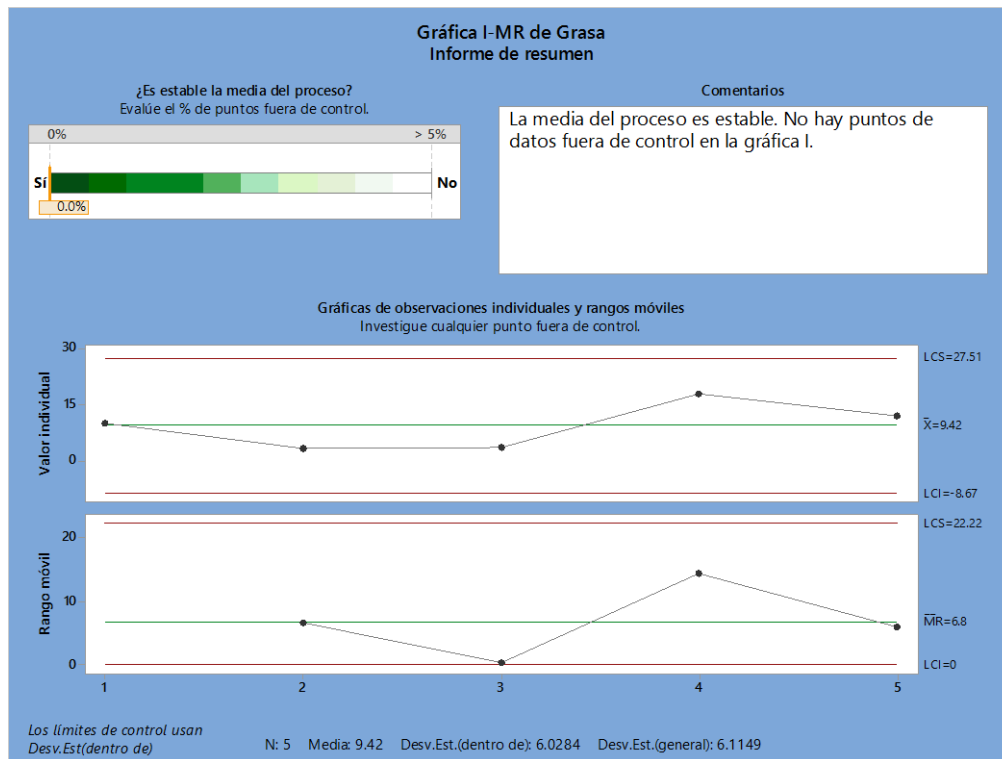 Gráfica I-MR de Grasa
Informe de resumen
¿Es estable la media del proceso?
Evalúe el % de puntos fuera de control.
0% > 5%
Sí No
0.0%
Comentarios
La media del proceso es estable. No hay puntos de
datos fuera de control en la gráfica I.
Gráficas de observaciones individuales y rangos móviles
Investigue cualquier punto fuera de control.
Valor individual
30
15
0
LCS=27.51
X̄=9.42
LCI=-8.67
Rango móvil
20
10
0
LCS=22.22
M̄R̄=6.8
LCI=0
1 2 3 4 5
Los límites de control usan
Desv.Est(dentro de)
N: 5 Media: 9.42 Desv.Est.(dentro de): 6.0284 Desv.Est.(general): 6.1149